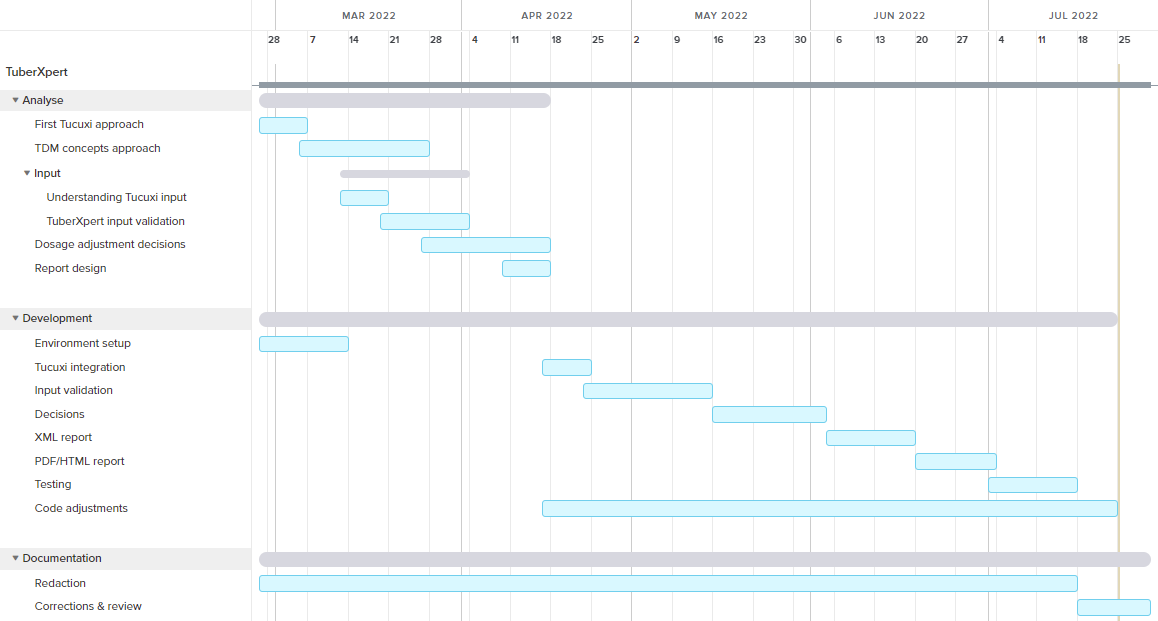 MAR 2022 APR 2022 MAY 2022 JUN 2022 JUL 2022
28 7 14 21 28 4 11 18 25 2 9 16 23 30 6 13 20 27 4 11 18 25
TuberXpert
Analyse
First Tucuxi approach
TDM concepts approach
Input
Understanding Tucuxi input
TuberXpert input validation
Dosage adjustment decisions
Report design
Development
Environment setup
Tucuxi integration
Input validation
Decisions
XML report
PDF/HTML report
Testing
Code adjustments
Documentation
Redaction
Corrections & review